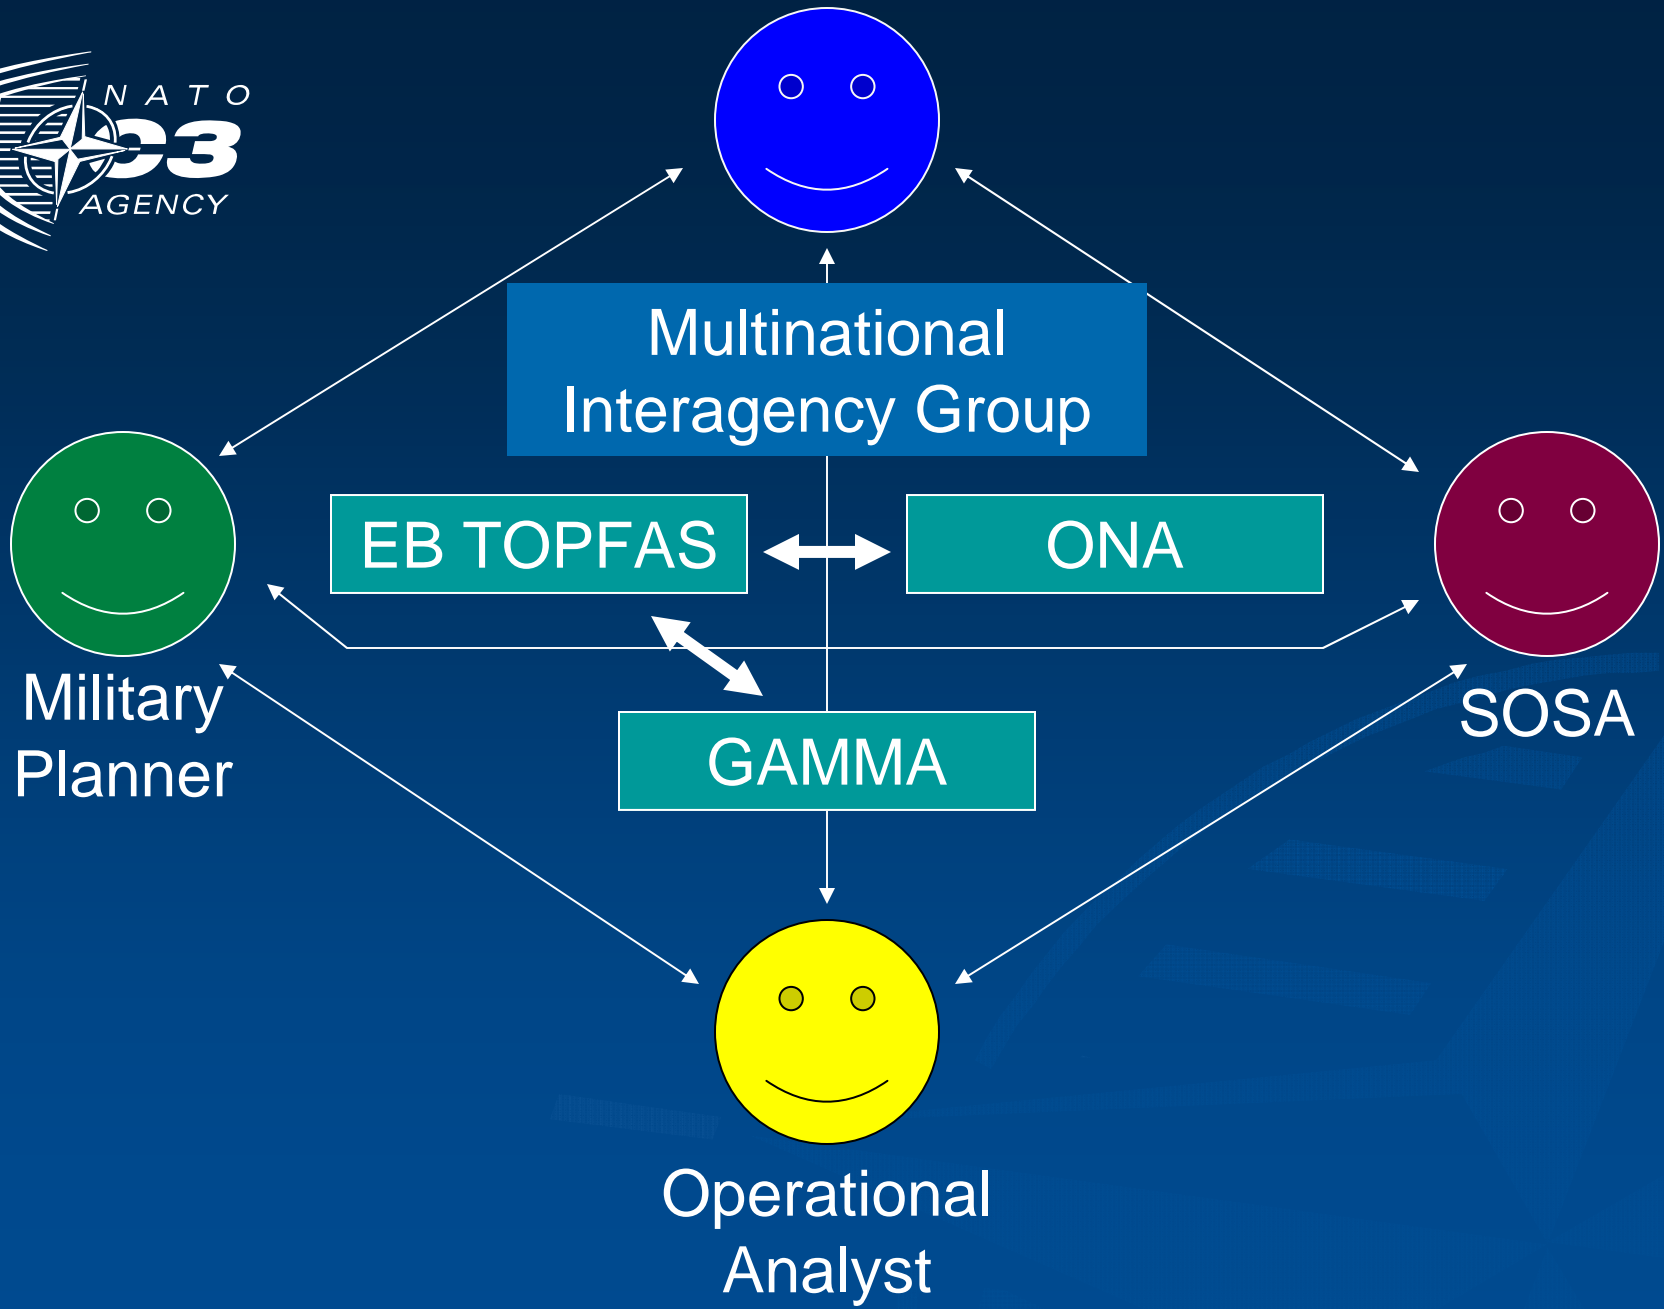 NATO
C3
AGENCY
Multinational
Interagency Group
EB TOPFAS
ONA
Military
Planner
SOSA
GAMMA
Operational
Analyst